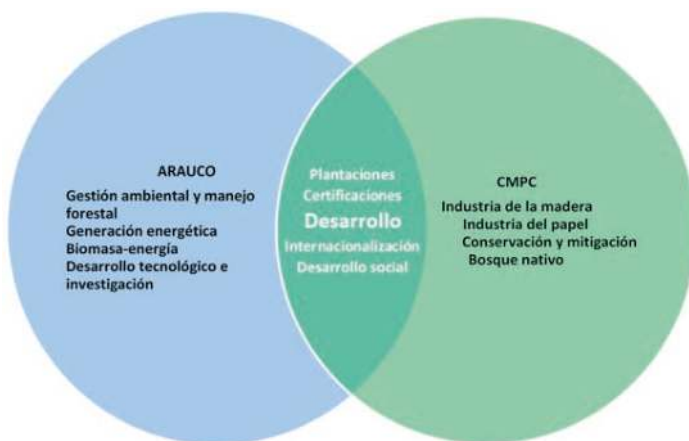 ARAUCO
Gestión ambiental y manejo
forestal
Generación energética
Biomasa-energía
Desarrollo tecnológico e
investigación
Plantaciones
Certificaciones
Desarrollo
Internacionalización
Desarrollo social
CMPC
Industria de la madera
Industria del papel
Conservación y mitigación
Bosque nativo